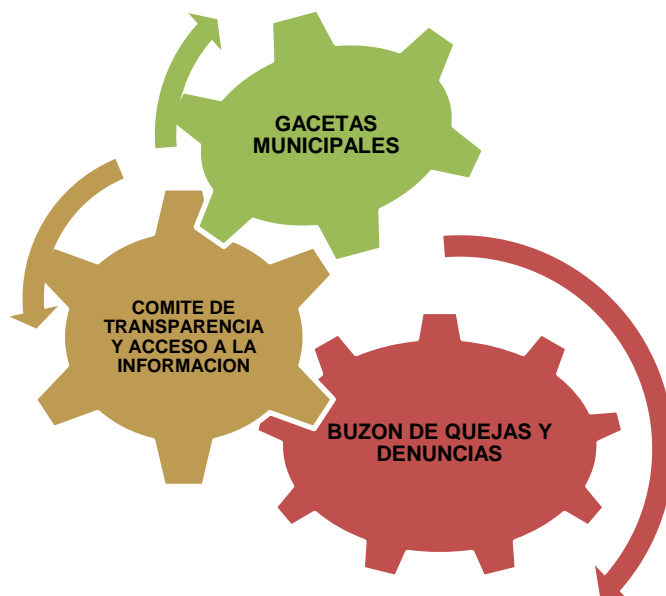 GACETAS
MUNICIPALES
COMITE DE
TRANSPARENCIA
Y ACCESO A LA
INFORMACION
BUZON DE QUEJAS Y
DENUNCIAS